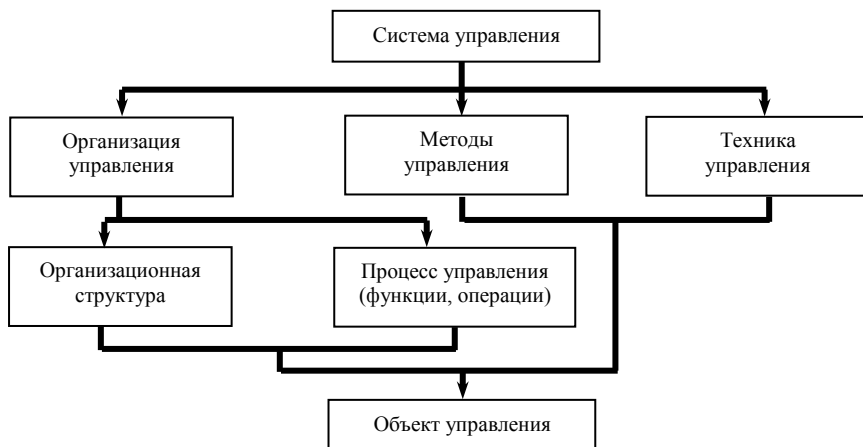 Система управления
Организация
управления
Методы
управления
Техника
управления
Организационная
структура
Процесс управления
(функции, операции)
Объект управления